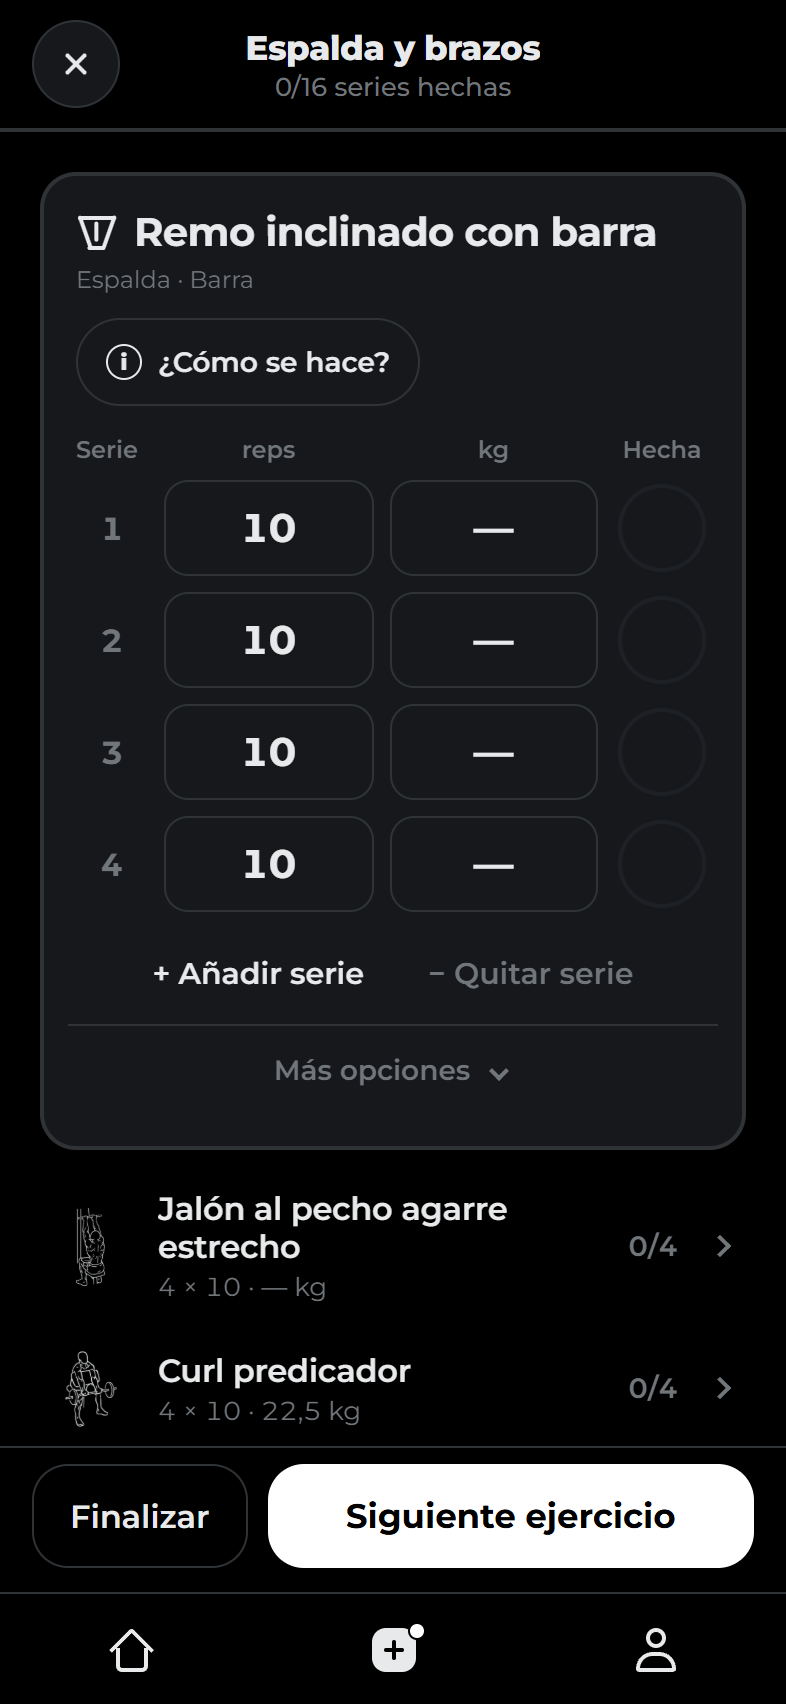 Espalda y brazos
0/16 series hechas
Remo inclinado con barra
Espalda · Barra
¿Cómo se hace?
Serie reps kg Hecha
1 10 —
2 10 —
3 10 —
4 10 —
+ Añadir serie − Quitar serie
Más opciones
Jalón al pecho agarre
estrecho
0/4
4 × 10 · — kg
Curl predicador
0/4
4 × 10 · 22,5 kg
Finalizar Siguiente ejercicio